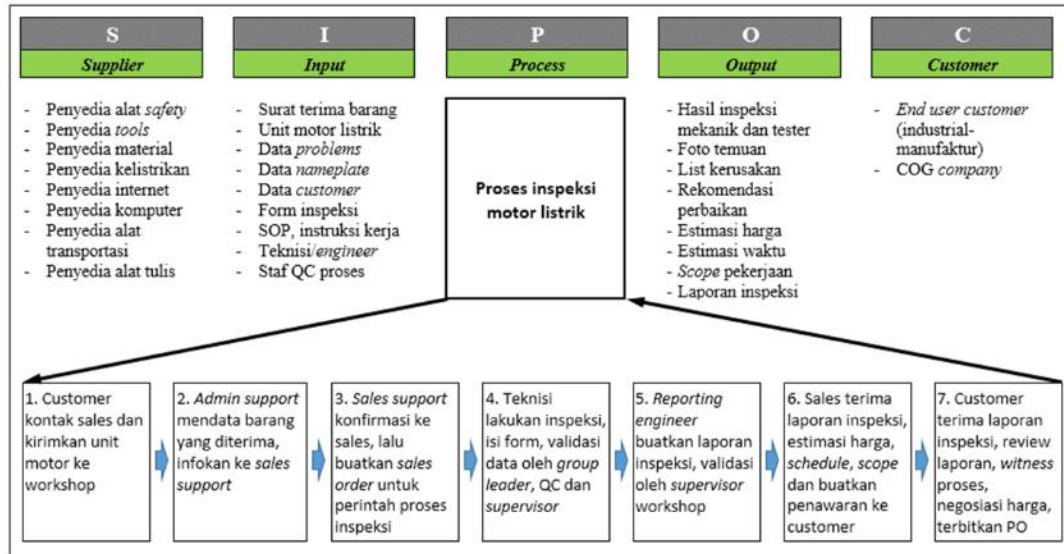 S
Supplier
- Penyedia alat safety
- Penyedia tools
- Penyedia material
- Penyedia kelistrikan
- Penyedia internet
- Penyedia komputer
- Penyedia alat
transportasi
- Penyedia alat tulis
I
Input
- Surat terima barang
- Unit motor listrik
- Data problems
- Data nameplate
- Data customer
- Form inspeksi
- SOP, instruksi kerja
- Teknisi/engineer
- Staf QC proses
P
Process
Proses inspeksi
motor listrik
O
Output
- Hasil inspeksi
mekanik dan tester
- Foto temuan
- List kerusakan
- Rekomendasi
perbaikan
- Estimasi harga
- Estimasi waktu
- Scope pekerjaan
- Laporan inspeksi
C
Customer
- End user customer
(industrial-
manufaktur)
- COG company
1. Customer
kontak sales dan
kirimkan unit
motor ke
workshop
2. Admin support
mendata barang
yang diterima,
infokan ke sales
support
3. Sales support
konfirmasi ke
sales, lalu
buatkan sales
order untuk
perintah proses
inspeksi
4. Teknisi
lakukan inspeksi,
isi form, validasi
data oleh group
leader, QC dan
supervisor
5. Reporting
engineer
buatkan laporan
inspeksi, validasi
oleh supervisor
workshop
6. Sales terima
laporan inspeksi,
estimasi harga,
schedule, scope
dan buatkan
penawaran ke
customer
7. Customer
terima laporan
inspeksi, review
laporan, witness
proses,
negosiasi harga,
terbitkan PO